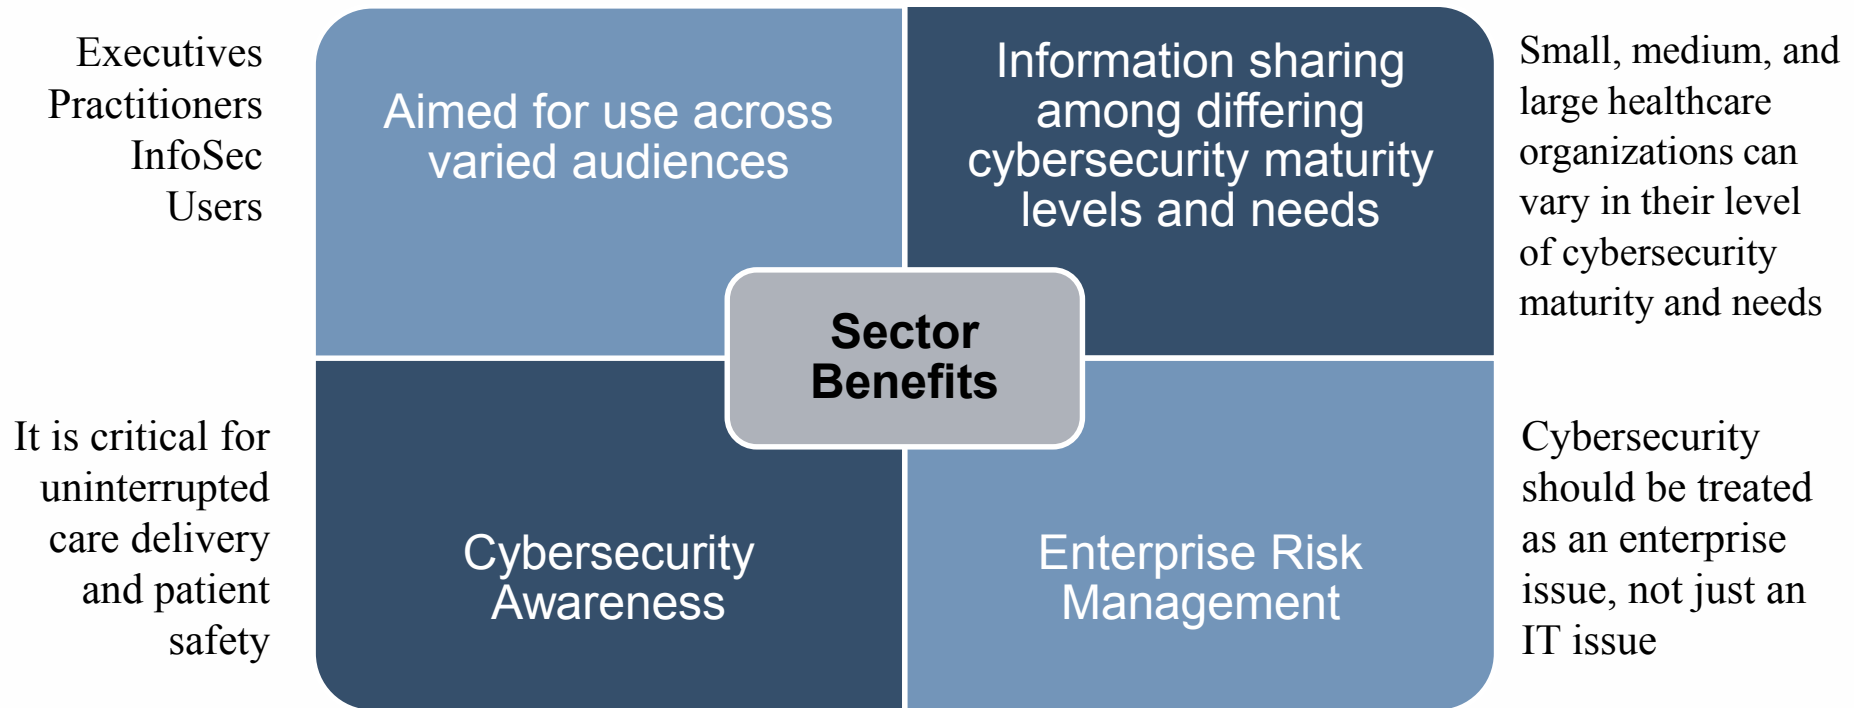 Executives
Practitioners
InfoSec
Users
Aimed for use across
varied audiences
Information sharing
among differing
cybersecurity maturity
levels and needs
Small, medium, and
large healthcare
organizations can
vary in their level
of cybersecurity
maturity and needs
Sector
Benefits
It is critical for
uninterrupted
care delivery
and patient
safety
Cybersecurity
Awareness
Enterprise Risk
Management
Cybersecurity
should be treated
as an enterprise
issue, not just an
IT issue